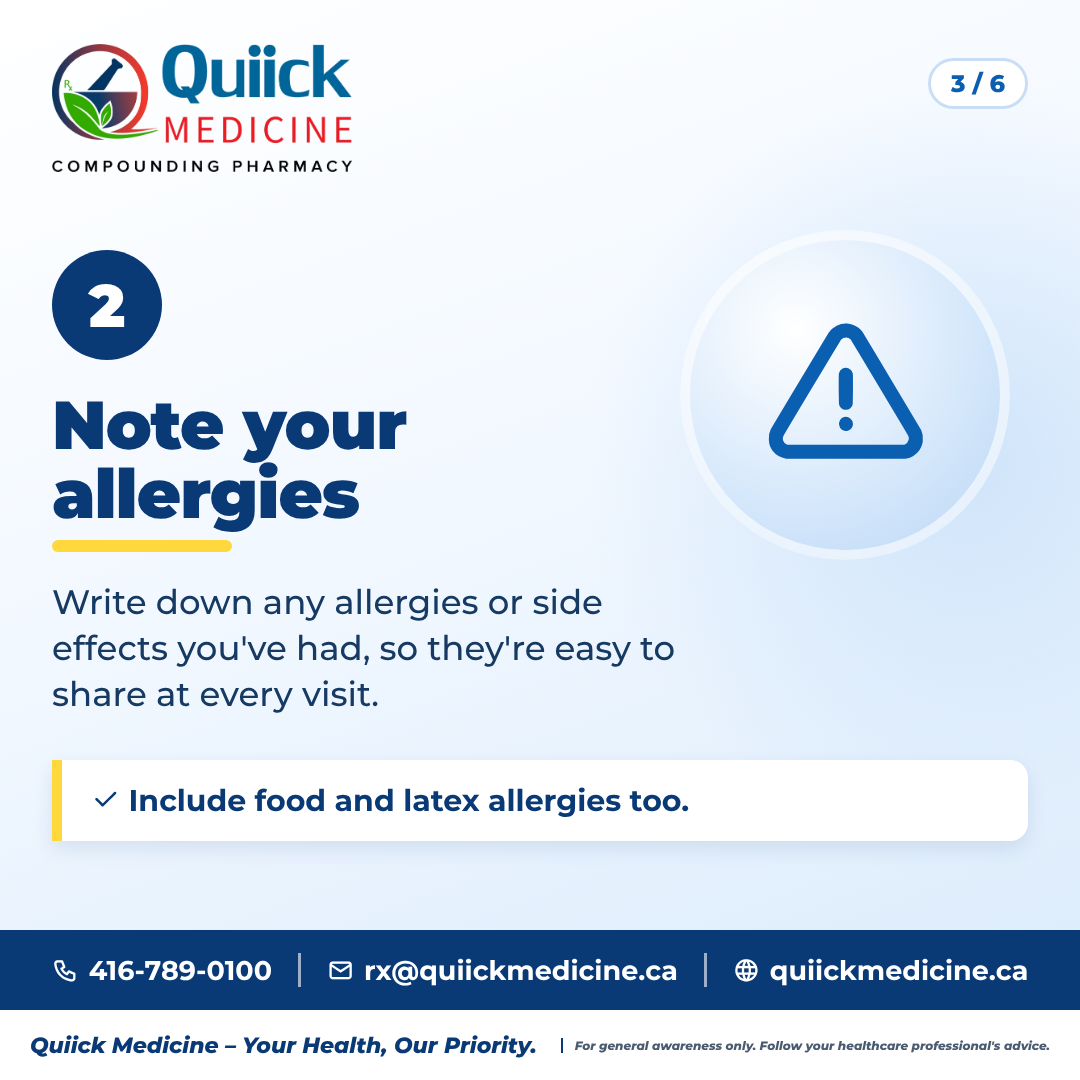 Rx
Quiick
MEDICINE
COMPOUNDING PHARMACY
3 / 6
2
Note your
allergies
Write down any allergies or side
effects you've had, so they're easy to
share at every visit.
Include food and latex allergies too.
416-789-0100 | rx@quiickmedicine.ca | quiickmedicine.ca
Quiick Medicine – Your Health, Our Priority. | For general awareness only. Follow your healthcare professional's advice.